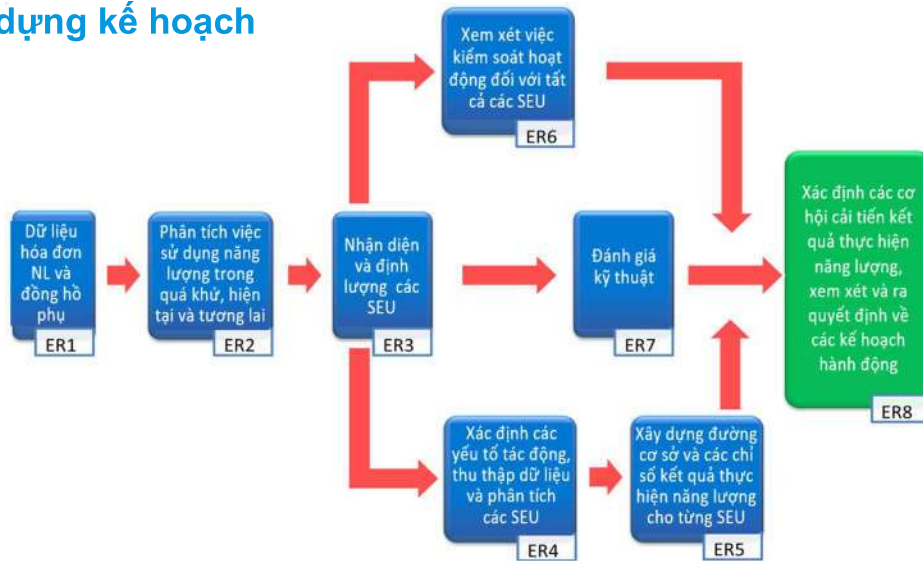 dựng kế hoạch
Xem xét việc
kiểm soát hoạt
động đối với tất
cả các SEU
ER6
Dữ liệu
hóa đơn
NL và
đồng hồ
phụ
ER1
Phân tích việc
sử dụng năng
lượng trong
quá khứ, hiện
tại và tương lai
ER2
Nhận diện
và định
lượng các
SEU
ER3
Đánh giá
kỹ thuật
ER7
Xác định các cơ
hội cải tiến kết
quả thực hiện
năng lượng,
xem xét và ra
quyết định về
các kế hoạch
hành động
ER8
Xác định các
yếu tố tác động,
thu thập dữ liệu
và phân tích
các SEU
ER4
Xây dựng đường
cơ sở và các chỉ
số kết quả thực
hiện năng lượng
cho từng SEU
ER5